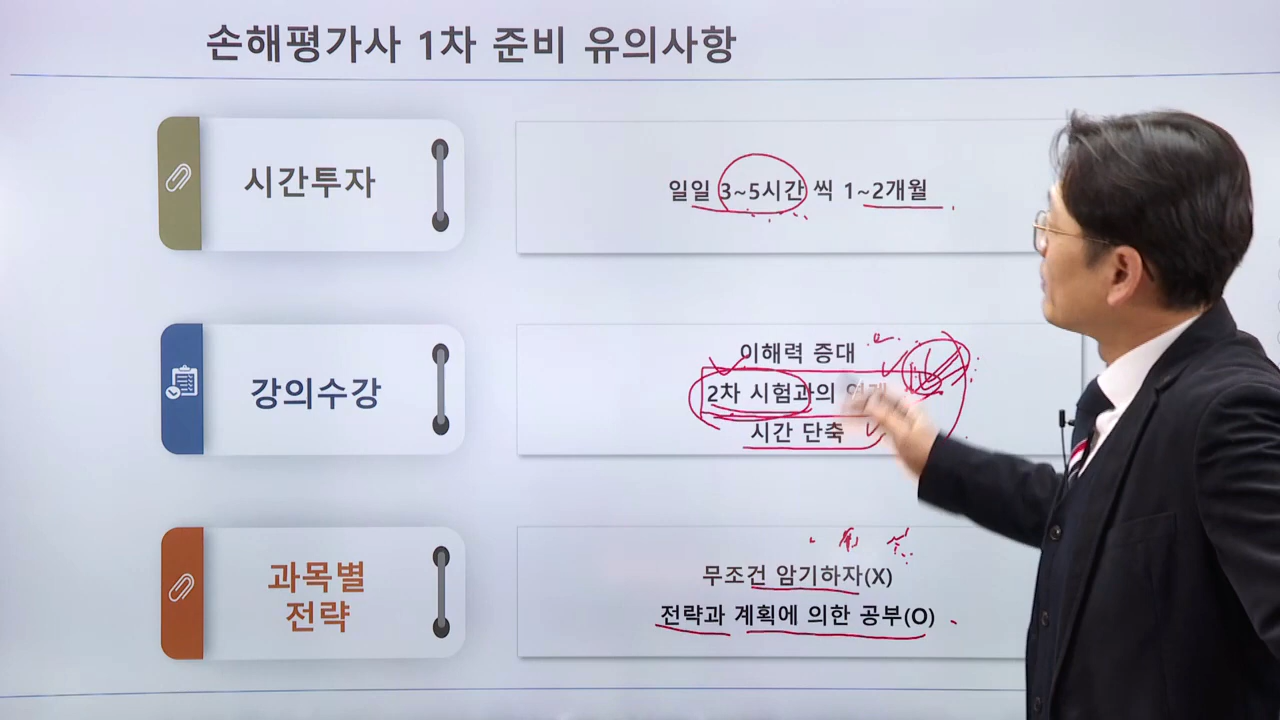 손해평가사 1차 준비 유의사항
시간투자
일일 3~5시간 씩 1~2개월
강의수강
이해력 증대
2차 시험과의
시간 단축
과목별
전략
무조건 암기하자(X)
전략과 계획에 의한 공부(O)